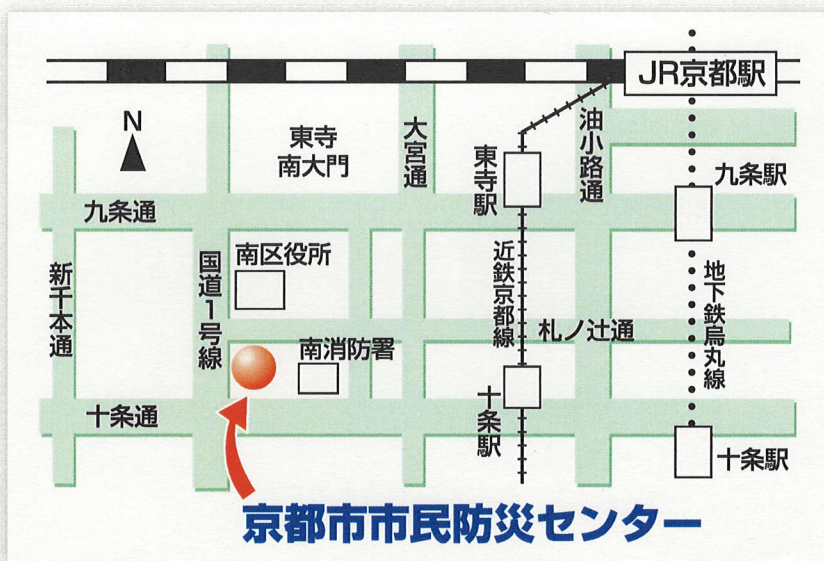 JR京都駅
N
東寺
南大門
大宮通
東寺駅
油小路通
九条駅
九条通
新千本通
国道1号線
南区役所
近鉄京都線
地下鉄烏丸線
札ノ辻通
南消防署
十条通
十条駅
十条駅
京都市市民防災センター